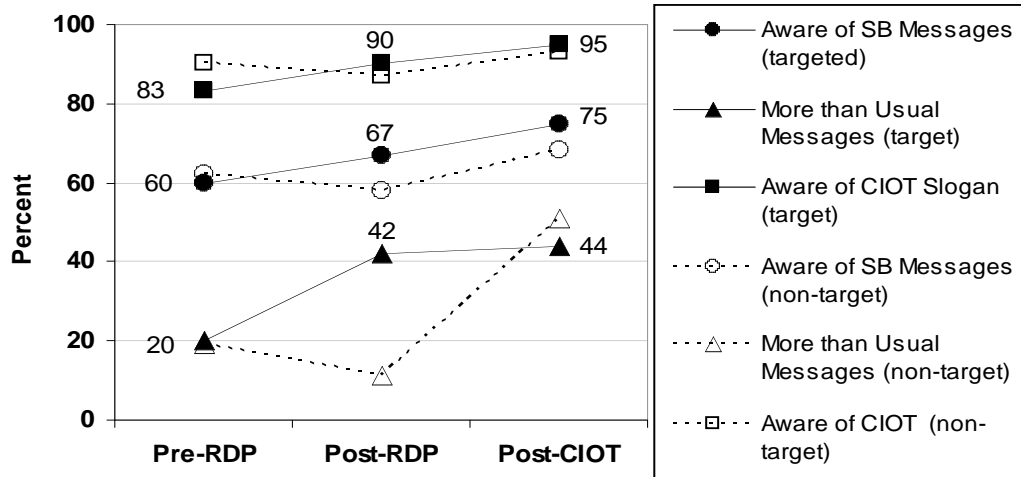 100
80
60
40
20
0
Percent
83
90
95
60
67
75
20
42
44
Pre-RDP
Post-RDP
Post-CIOT
Aware of SB Messages
(targeted)
More than Usual
Messages (target)
Aware of CIOT Slogan
(target)
Aware of SB Messages
(non-target)
More than Usual
Messages (non-target)
Aware of CIOT (non-
target)